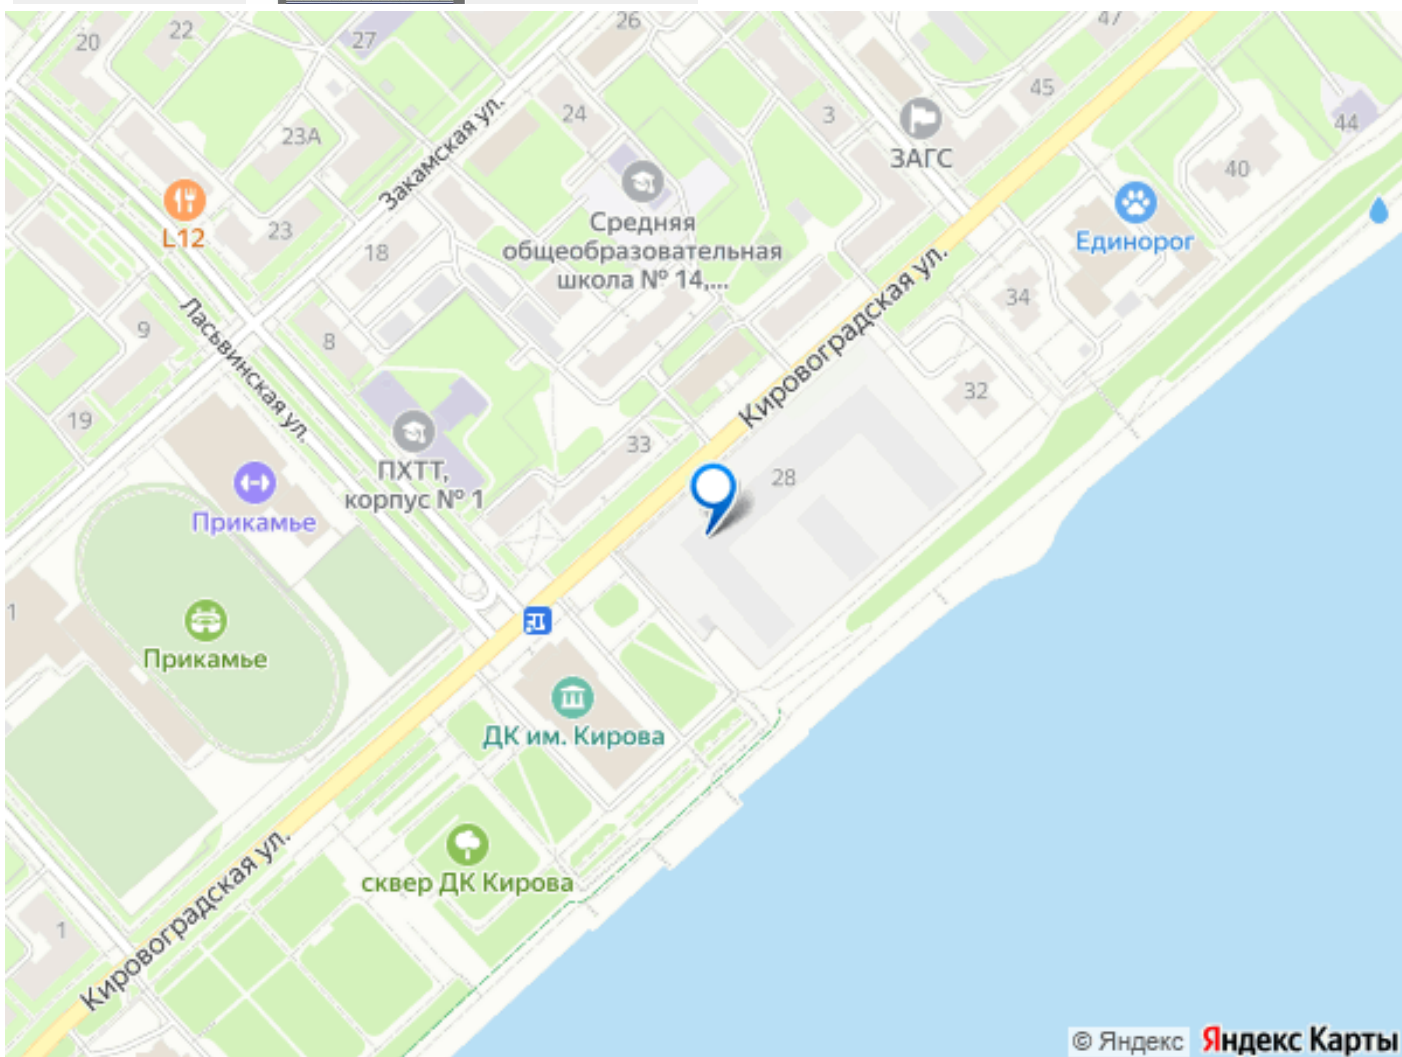 20
22
27
26
47
45
44
40
23А
24
3
ЗАГС
Закамская ул.
L12
23
18
Средняя
общеобразовательная
школа № 14,...
Единорог
34
9
8
Ласьвинская ул.
Кировоградская ул.
32
19
33
28
ПХТТ,
корпус № 1
Прикамье
1
Прикамье
ДК им. Кирова
сквер ДК Кирова
1
Кировоградская ул.
© Яндекс Яндекс Карты